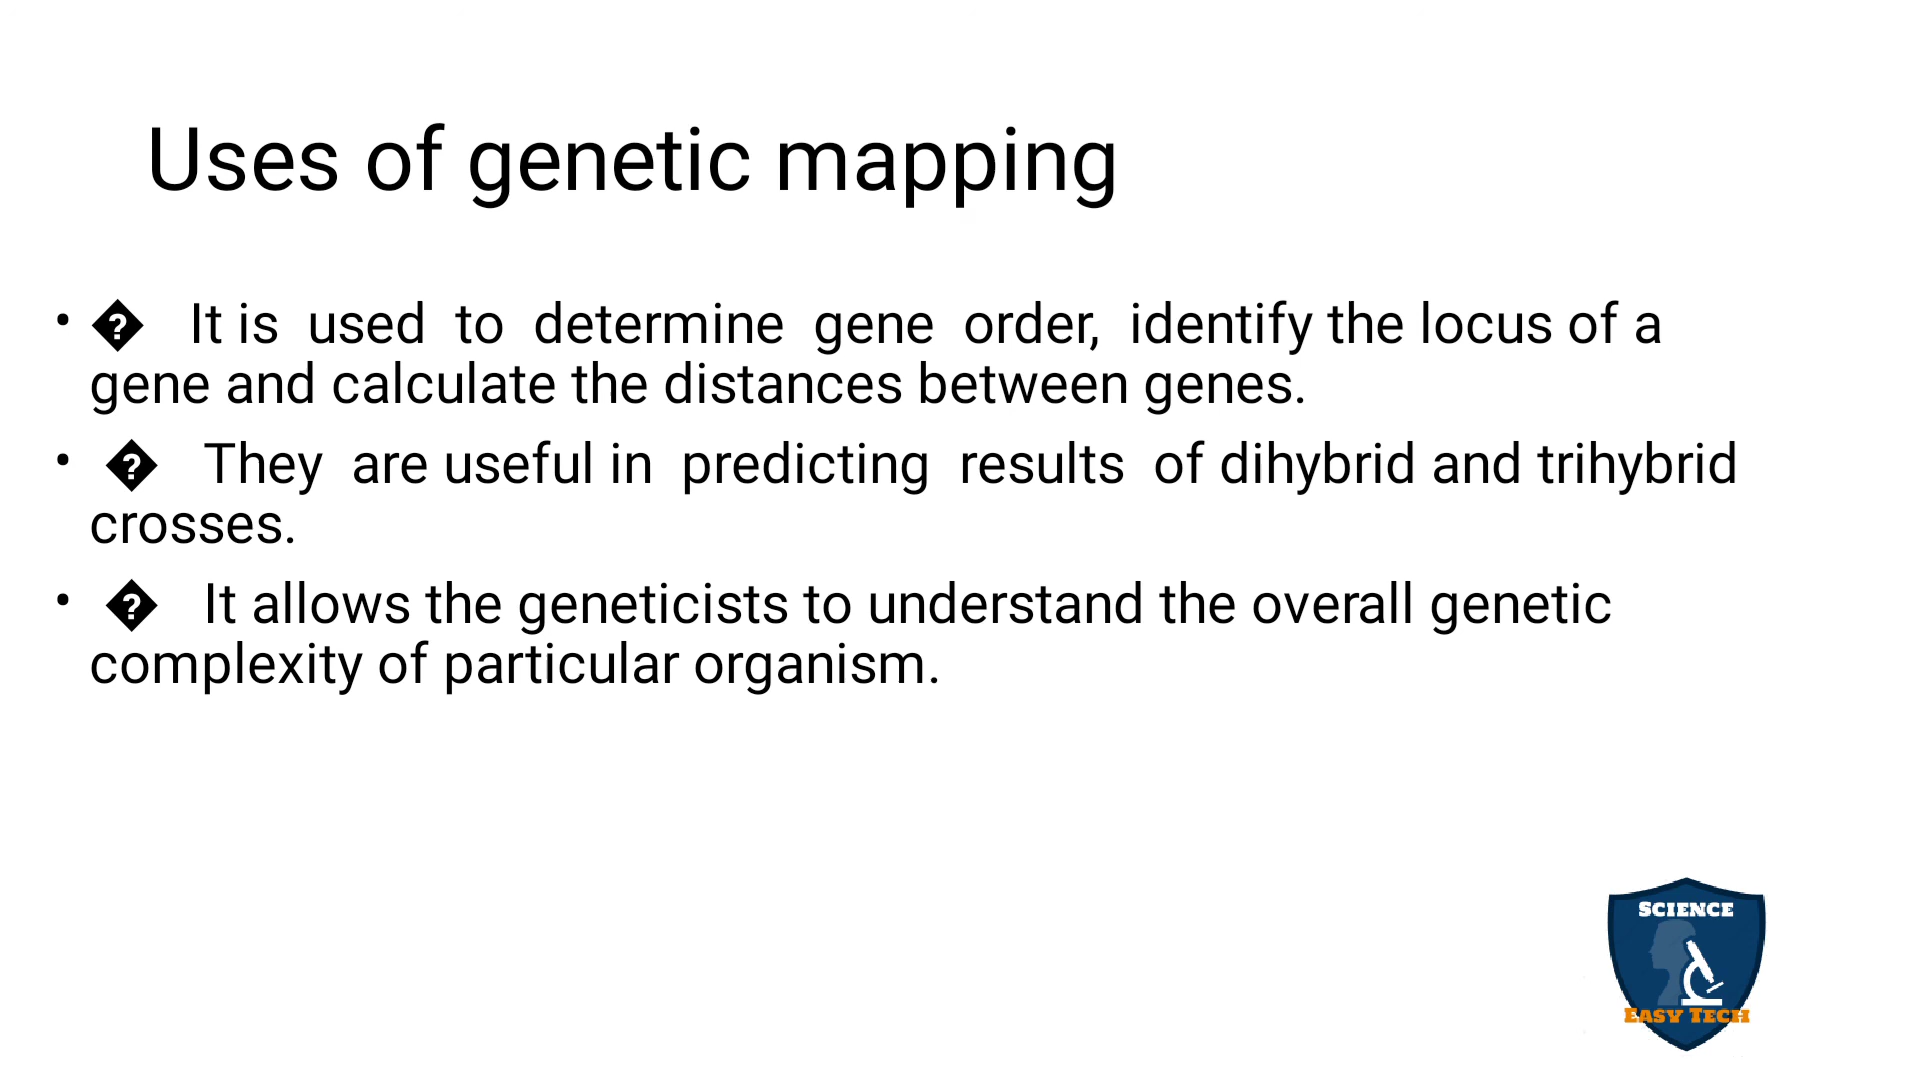 Uses of genetic mapping
• � It is used to determine gene order, identify the locus of a
gene and calculate the distances between genes.
• � They are useful in predicting results of dihybrid and trihybrid
crosses.
• � It allows the geneticists to understand the overall genetic
complexity of particular organism.
SCIENCE
EASY TECH